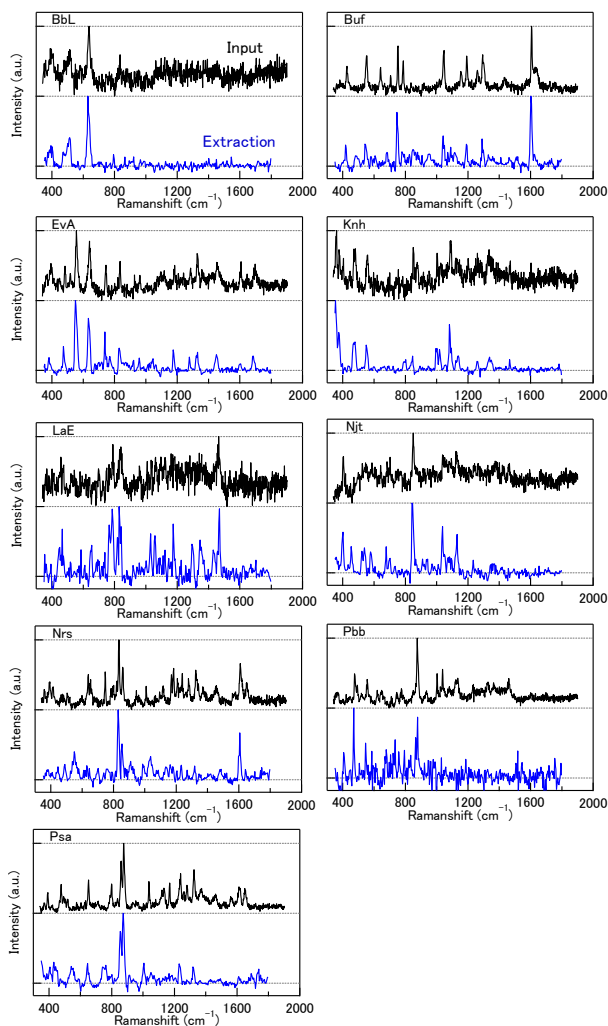 BbL
Input
Extraction
Intensity (a.u.)
400 800 1200 1600 2000
Ramanshift (cm⁻¹)
Buf
Intensity (a.u.)
400 800 1200 1600 2000
Ramanshift (cm⁻¹)
EvA
Intensity (a.u.)
400 800 1200 1600 2000
Ramanshift (cm⁻¹)
Knh
Intensity (a.u.)
400 800 1200 1600 2000
Ramanshift (cm⁻¹)
LaE
Intensity (a.u.)
400 800 1200 1600 2000
Ramanshift (cm⁻¹)
Njt
Intensity (a.u.)
400 800 1200 1600 2000
Ramanshift (cm⁻¹)
Nrs
Intensity (a.u.)
400 800 1200 1600 2000
Ramanshift (cm⁻¹)
Pbb
Intensity (a.u.)
400 800 1200 1600 2000
Ramanshift (cm⁻¹)
Psa
Intensity (a.u.)
400 800 1200 1600 2000
Ramanshift (cm⁻¹)